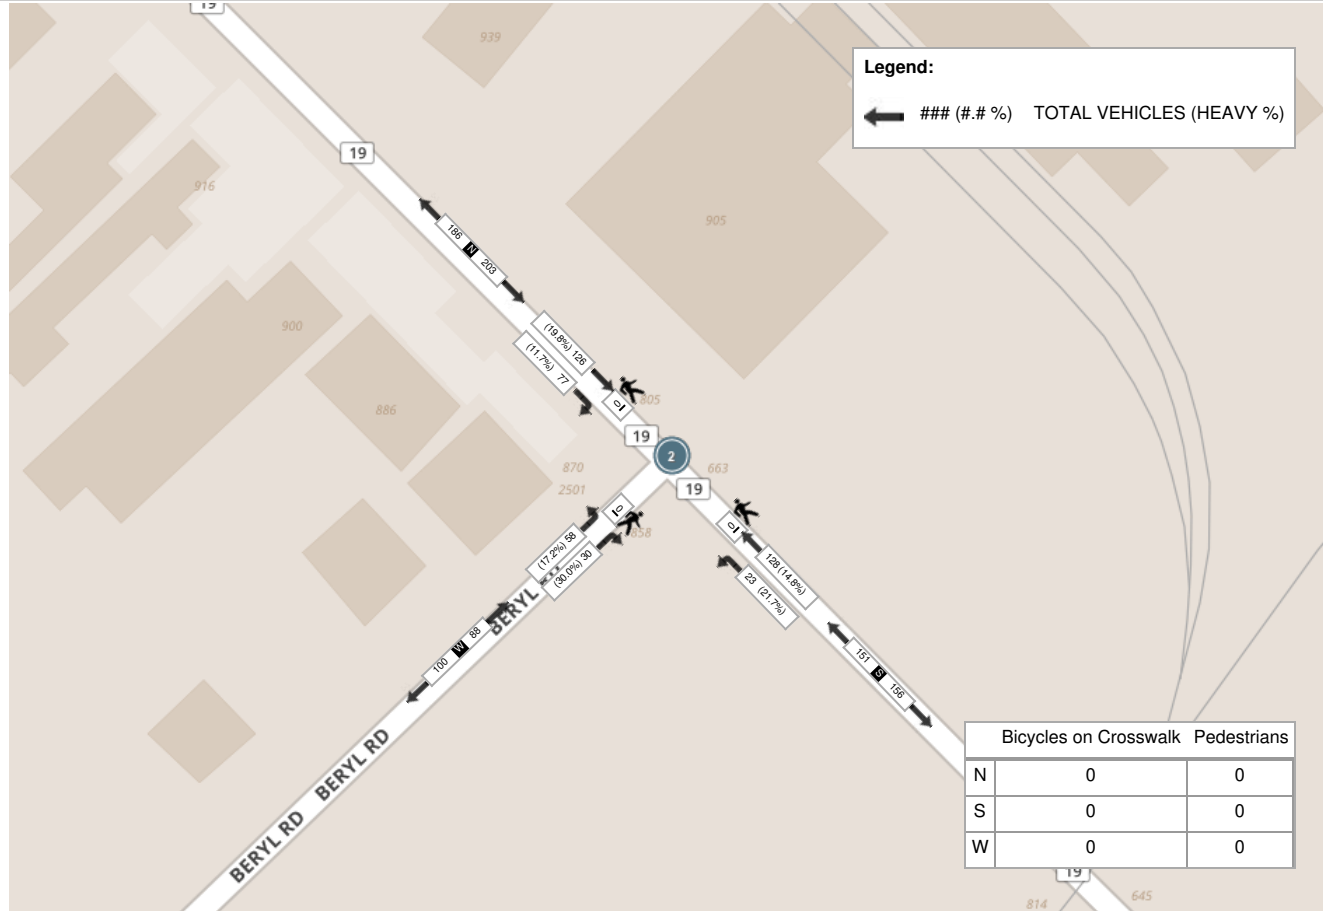 19
939
Legend:
### (#.# %) TOTAL VEHICLES (HEAVY %)
19
916
905
186 N 203
(19.8%) 126
(11.7%) 77
900
0
805
886
19
2
870
663
2501
19
0
858
0
(17.2%) 58
(30.0%) 30
128 (14.8%)
23 (21.7%)
BERYL
100 W 88
151 S 156
BERYL RD
BERYL RD
Bicycles on Crosswalk Pedestrians
N 0 0
S 0 0
W 0 0
19
814
645